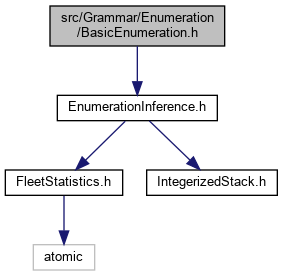 src/Grammar/Enumeration
/BasicEnumeration.h
EnumerationInference.h
FleetStatistics.h
IntegerizedStack.h
atomic